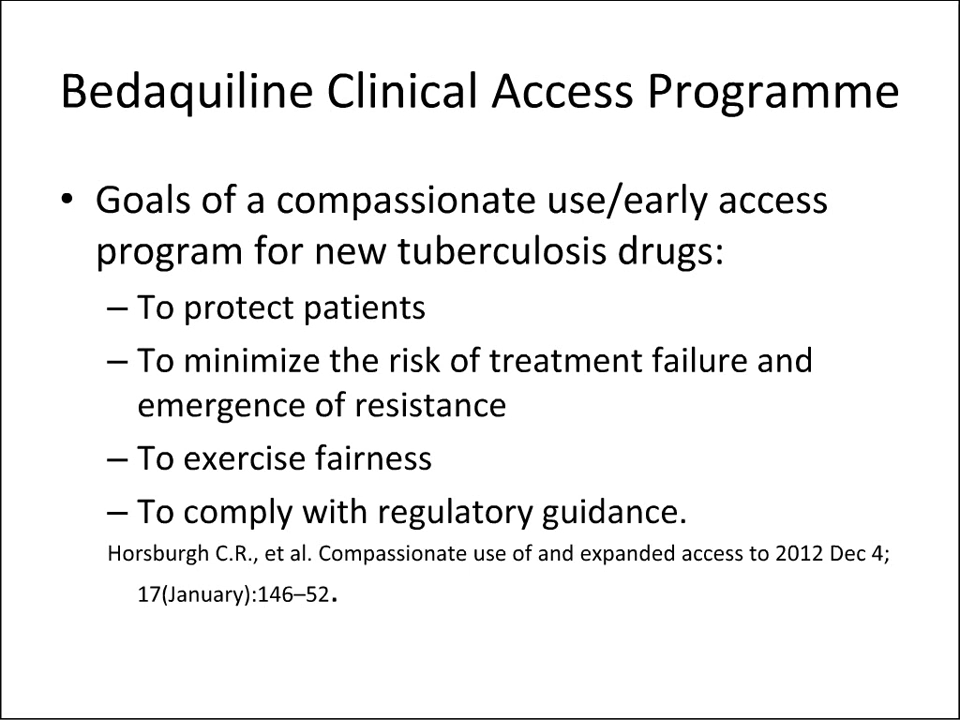 Bedaquiline Clinical Access Programme
• Goals of a compassionate use/early access
program for new tuberculosis drugs:
– To protect patients
– To minimize the risk of treatment failure and
emergence of resistance
– To exercise fairness
– To comply with regulatory guidance.
Horsburgh C.R., et al. Compassionate use of and expanded access to 2012 Dec 4;
17(January):146–52.